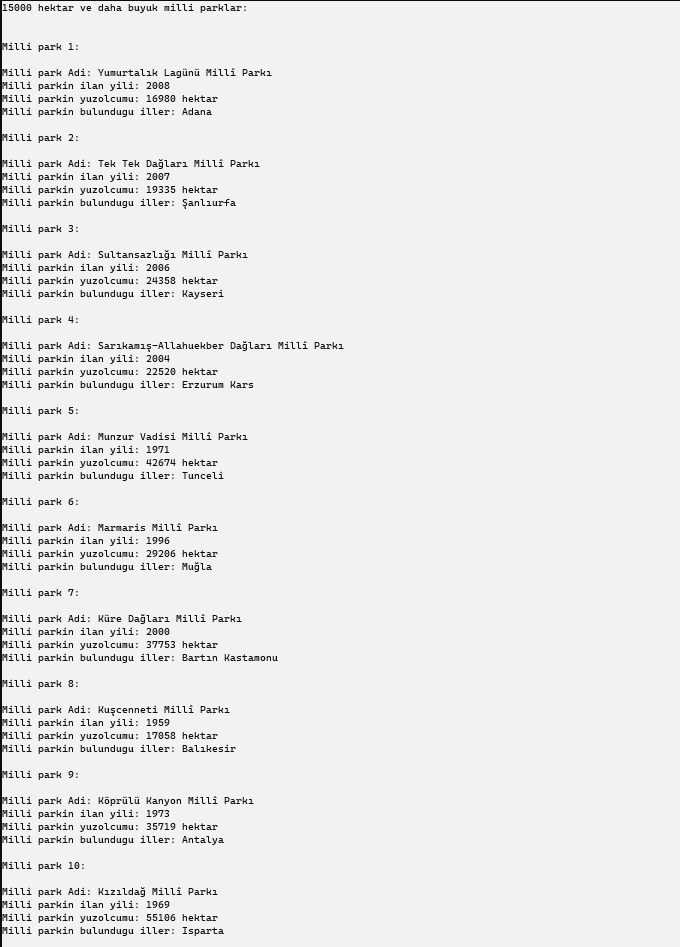 15000 hektar ve daha buyuk milli parklar:
Milli park 1:
Milli park Adi: Yumurtalık Lagünü Millî Parkı
Milli parkin ilan yili: 2008
Milli parkin yuzolcumu: 16980 hektar
Milli parkin bulundugu iller: Adana
Milli park 2:
Milli park Adi: Tek Tek Dağları Millî Parkı
Milli parkin ilan yili: 2007
Milli parkin yuzolcumu: 19335 hektar
Milli parkin bulundugu iller: Şanlıurfa
Milli park 3:
Milli park Adi: Sultansazlığı Millî Parkı
Milli parkin ilan yili: 2006
Milli parkin yuzolcumu: 24358 hektar
Milli parkin bulundugu iller: Kayseri
Milli park 4:
Milli park Adi: Sarıkamış-Allahuekber Dağları Millî Parkı
Milli parkin ilan yili: 2004
Milli parkin yuzolcumu: 22520 hektar
Milli parkin bulundugu iller: Erzurum Kars
Milli park 5:
Milli park Adi: Munzur Vadisi Millî Parkı
Milli parkin ilan yili: 1971
Milli parkin yuzolcumu: 42674 hektar
Milli parkin bulundugu iller: Tunceli
Milli park 6:
Milli park Adi: Marmaris Millî Parkı
Milli parkin ilan yili: 1996
Milli parkin yuzolcumu: 29206 hektar
Milli parkin bulundugu iller: Muğla
Milli park 7:
Milli park Adi: Küre Dağları Millî Parkı
Milli parkin ilan yili: 2000
Milli parkin yuzolcumu: 37753 hektar
Milli parkin bulundugu iller: Bartın Kastamonu
Milli park 8:
Milli park Adi: Kuşcenneti Millî Parkı
Milli parkin ilan yili: 1959
Milli parkin yuzolcumu: 17058 hektar
Milli parkin bulundugu iller: Balıkesir
Milli park 9:
Milli park Adi: Köprülü Kanyon Millî Parkı
Milli parkin ilan yili: 1973
Milli parkin yuzolcumu: 35719 hektar
Milli parkin bulundugu iller: Antalya
Milli park 10:
Milli park Adi: Kızıldağ Millî Parkı
Milli parkin ilan yili: 1969
Milli parkin yuzolcumu: 55106 hektar
Milli parkin bulundugu iller: Isparta